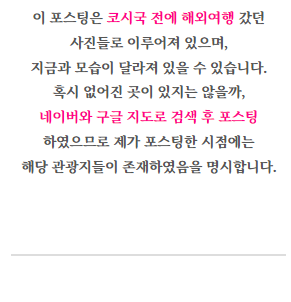 이 포스팅은 코시국 전에 해외여행 갔던
사진들로 이루어져 있으며,
지금과 모습이 달라져 있을 수 있습니다.
혹시 없어진 곳이 있지는 않을까,
네이버와 구글 지도로 검색 후 포스팅
하였으므로 제가 포스팅한 시점에는
해당 관광지들이 존재하였음을 명시합니다.